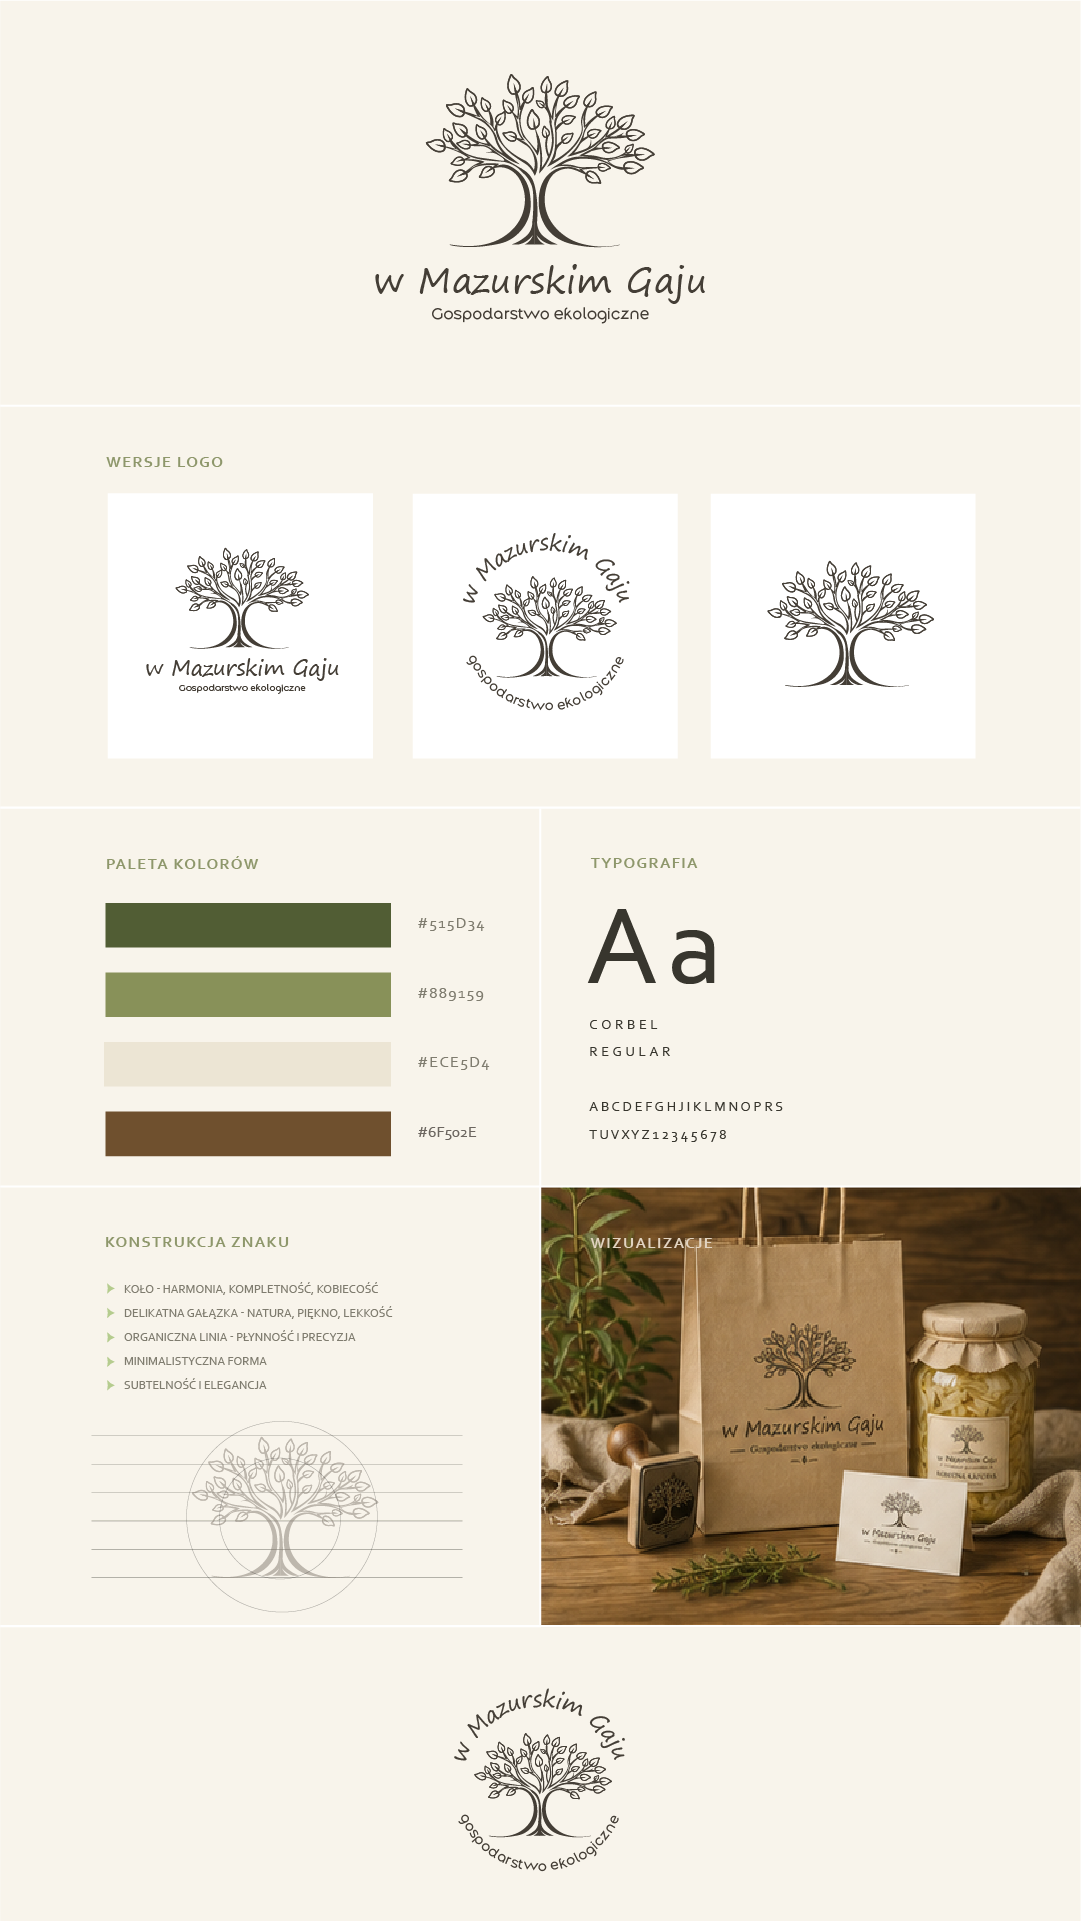 w Mazurskim Gaju
Gospodarstwo ekologiczne
WERSJE LOGO
w Mazurskim Gaju
Gospodarstwo ekologiczne
w Mazurskim Gaju
gospodarstwo ekologiczne
PALETA KOLORÓW
#515D34
#889159
#ECE5D4
#6F502E
TYPOGRAFIA
Aa
CORBEL
REGULAR
ABCDEFGHJIKLMNOPRS
TUVXYZ12345678
KONSTRUKCJA ZNAKU
KOŁO - HARMONIA, KOMPLETNOŚĆ, KOBIECOŚĆ
DELIKATNA GAŁĄZKA - NATURA, PIĘKNO, LEKKOŚĆ
ORGANICZNA LINIA - PŁYNNOŚĆ I PRECYZJA
MINIMALISTYCZNA FORMA
SUBTELNOŚĆ I ELEGANCJA
WIZUALIZACJE
w Mazurskim Gaju
Gospodarstwo ekologiczne
w Mazurskim Gaju
w Mazurskim Gaju
gospodarstwo ekologiczne